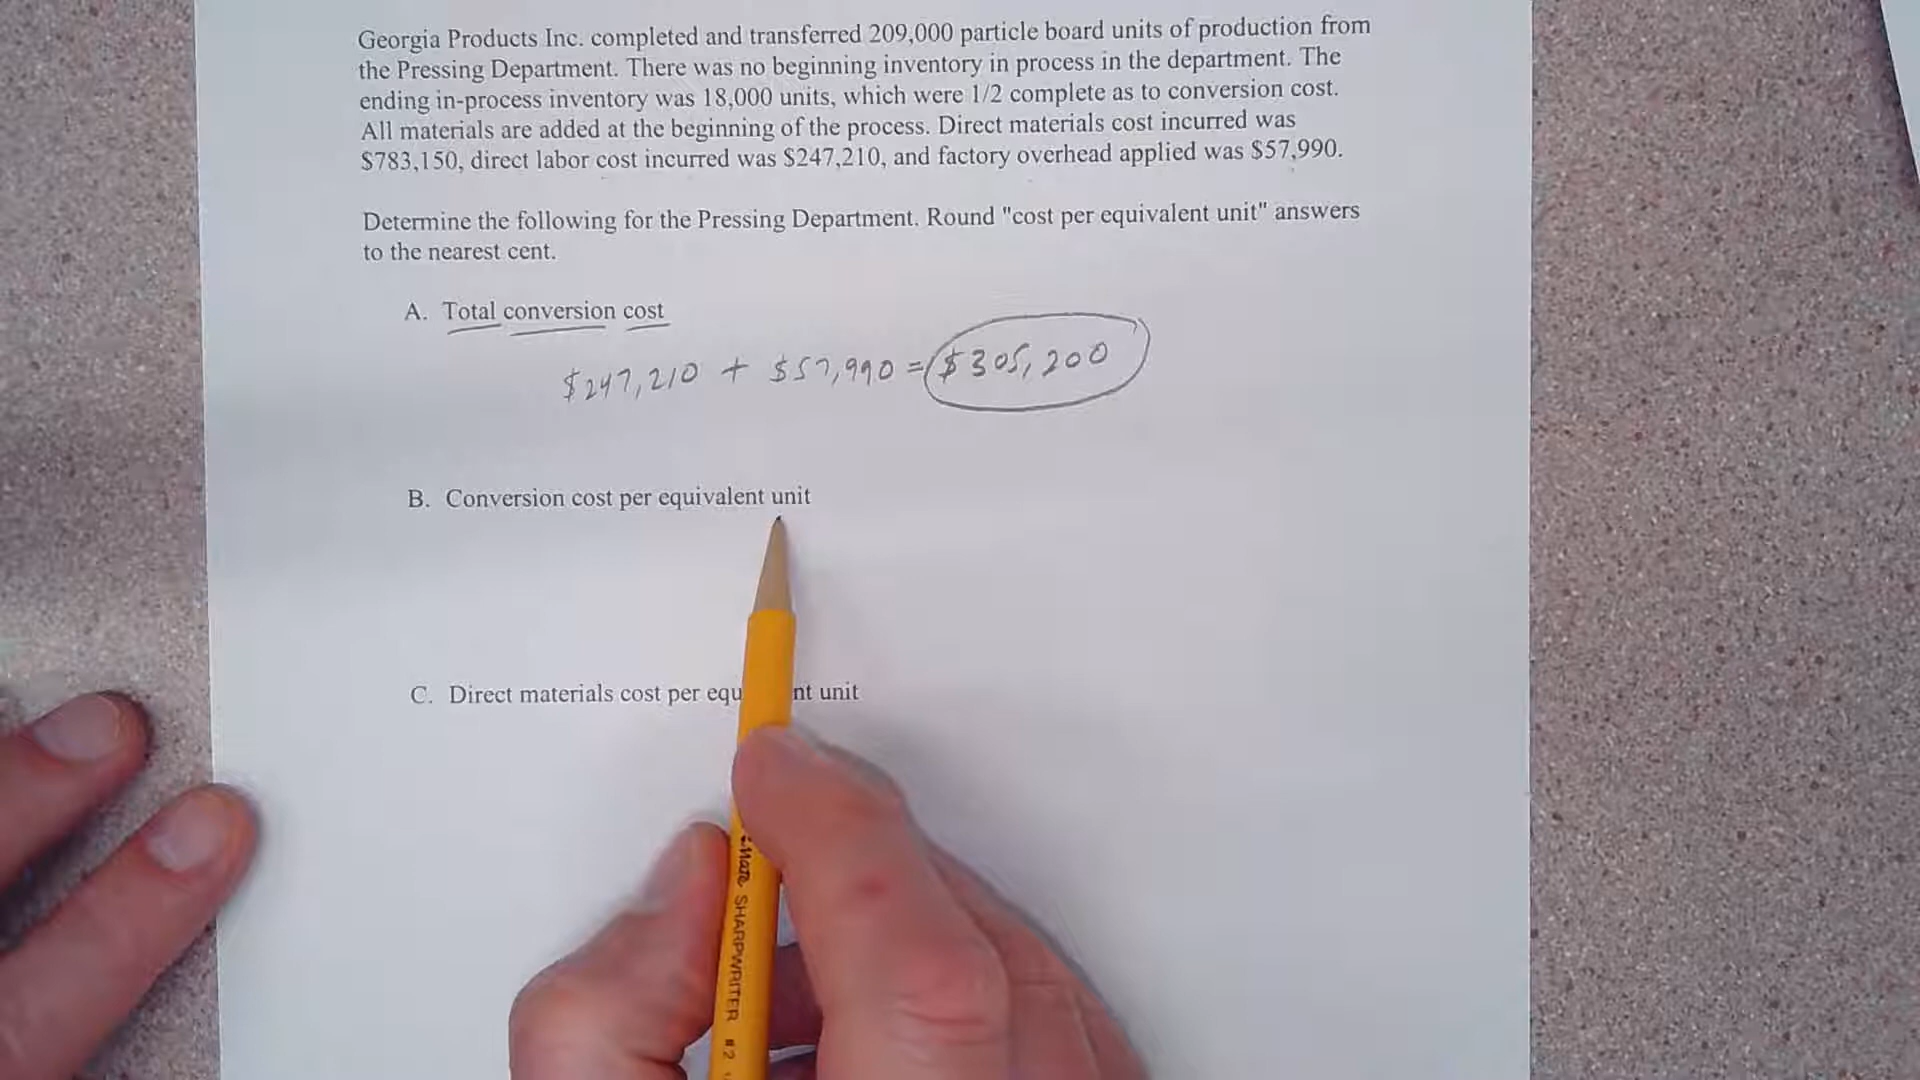 Georgia Products Inc. completed and transferred 209,000 particle board units of production from
the Pressing Department. There was no beginning inventory in process in the department. The
ending in-process inventory was 18,000 units, which were 1/2 complete as to conversion cost.
All materials are added at the beginning of the process. Direct materials cost incurred was
$783,150, direct labor cost incurred was $247,210, and factory overhead applied was $57,990.
Determine the following for the Pressing Department. Round "cost per equivalent unit" answers
to the nearest cent.
A. Total conversion cost
$247,210 + $57,990 = $305,200
B. Conversion cost per equivalent unit
C. Direct materials cost per equ nt unit
Mate SHARPWRITER #2